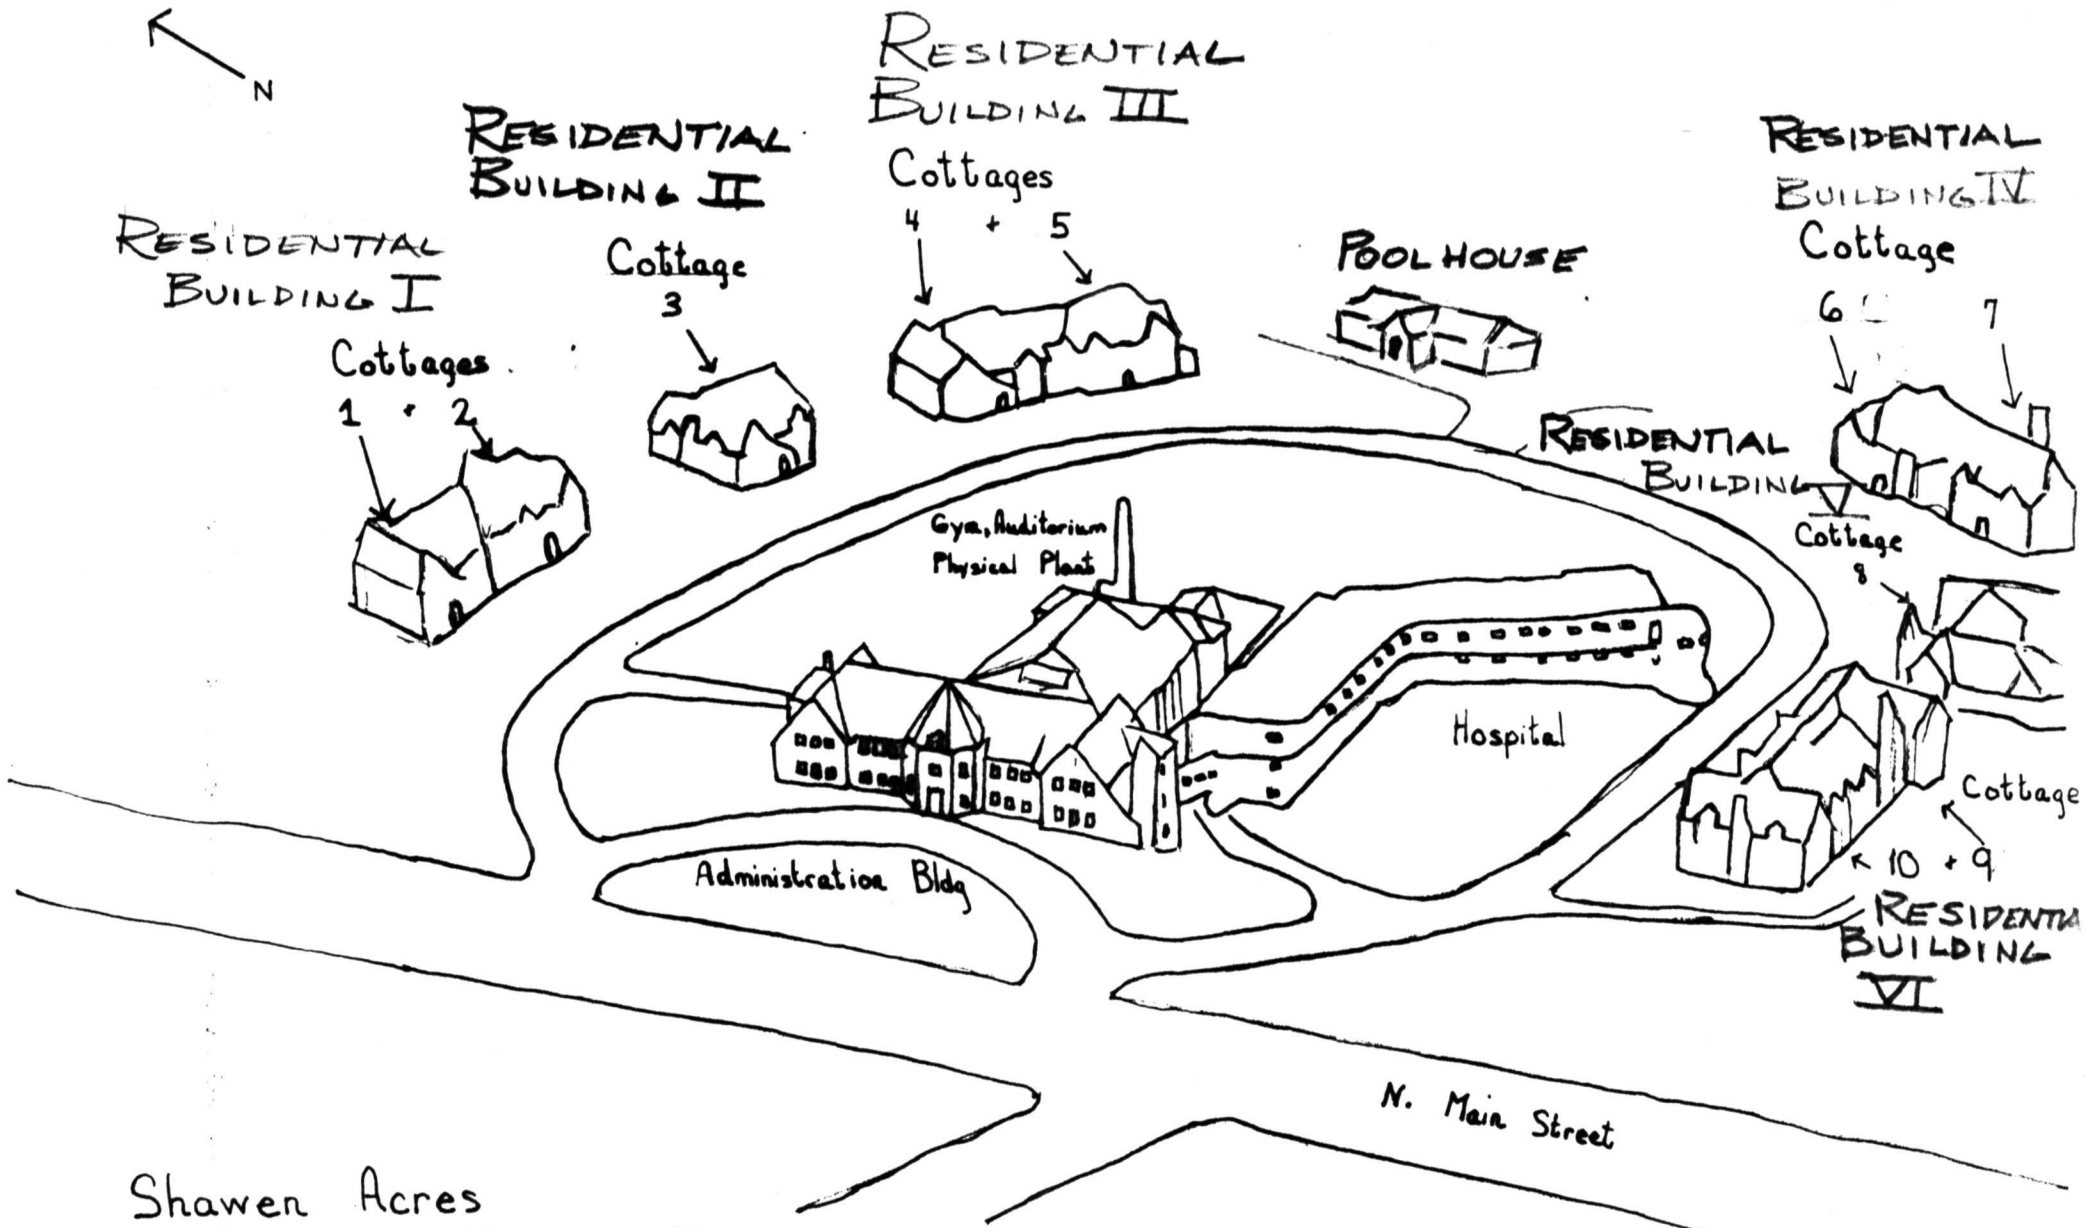 N
RESIDENTIAL
BUILDING III
Cottages
4 + 5
RESIDENTIAL
BUILDING II
Cottage
3
RESIDENTIAL
BUILDING I
Cottages
1 + 2
POOL HOUSE
RESIDENTIAL
BUILDING IV
Cottage
6 7
RESIDENTIAL
BUILDING
V
Cottage
8
Gym, Auditorium
Physical Plant
Hospital
Administration Bldg
Cottage
10 + 9
RESIDENTIA
BUILDING
VI
N. Main Street
Shawen Acres